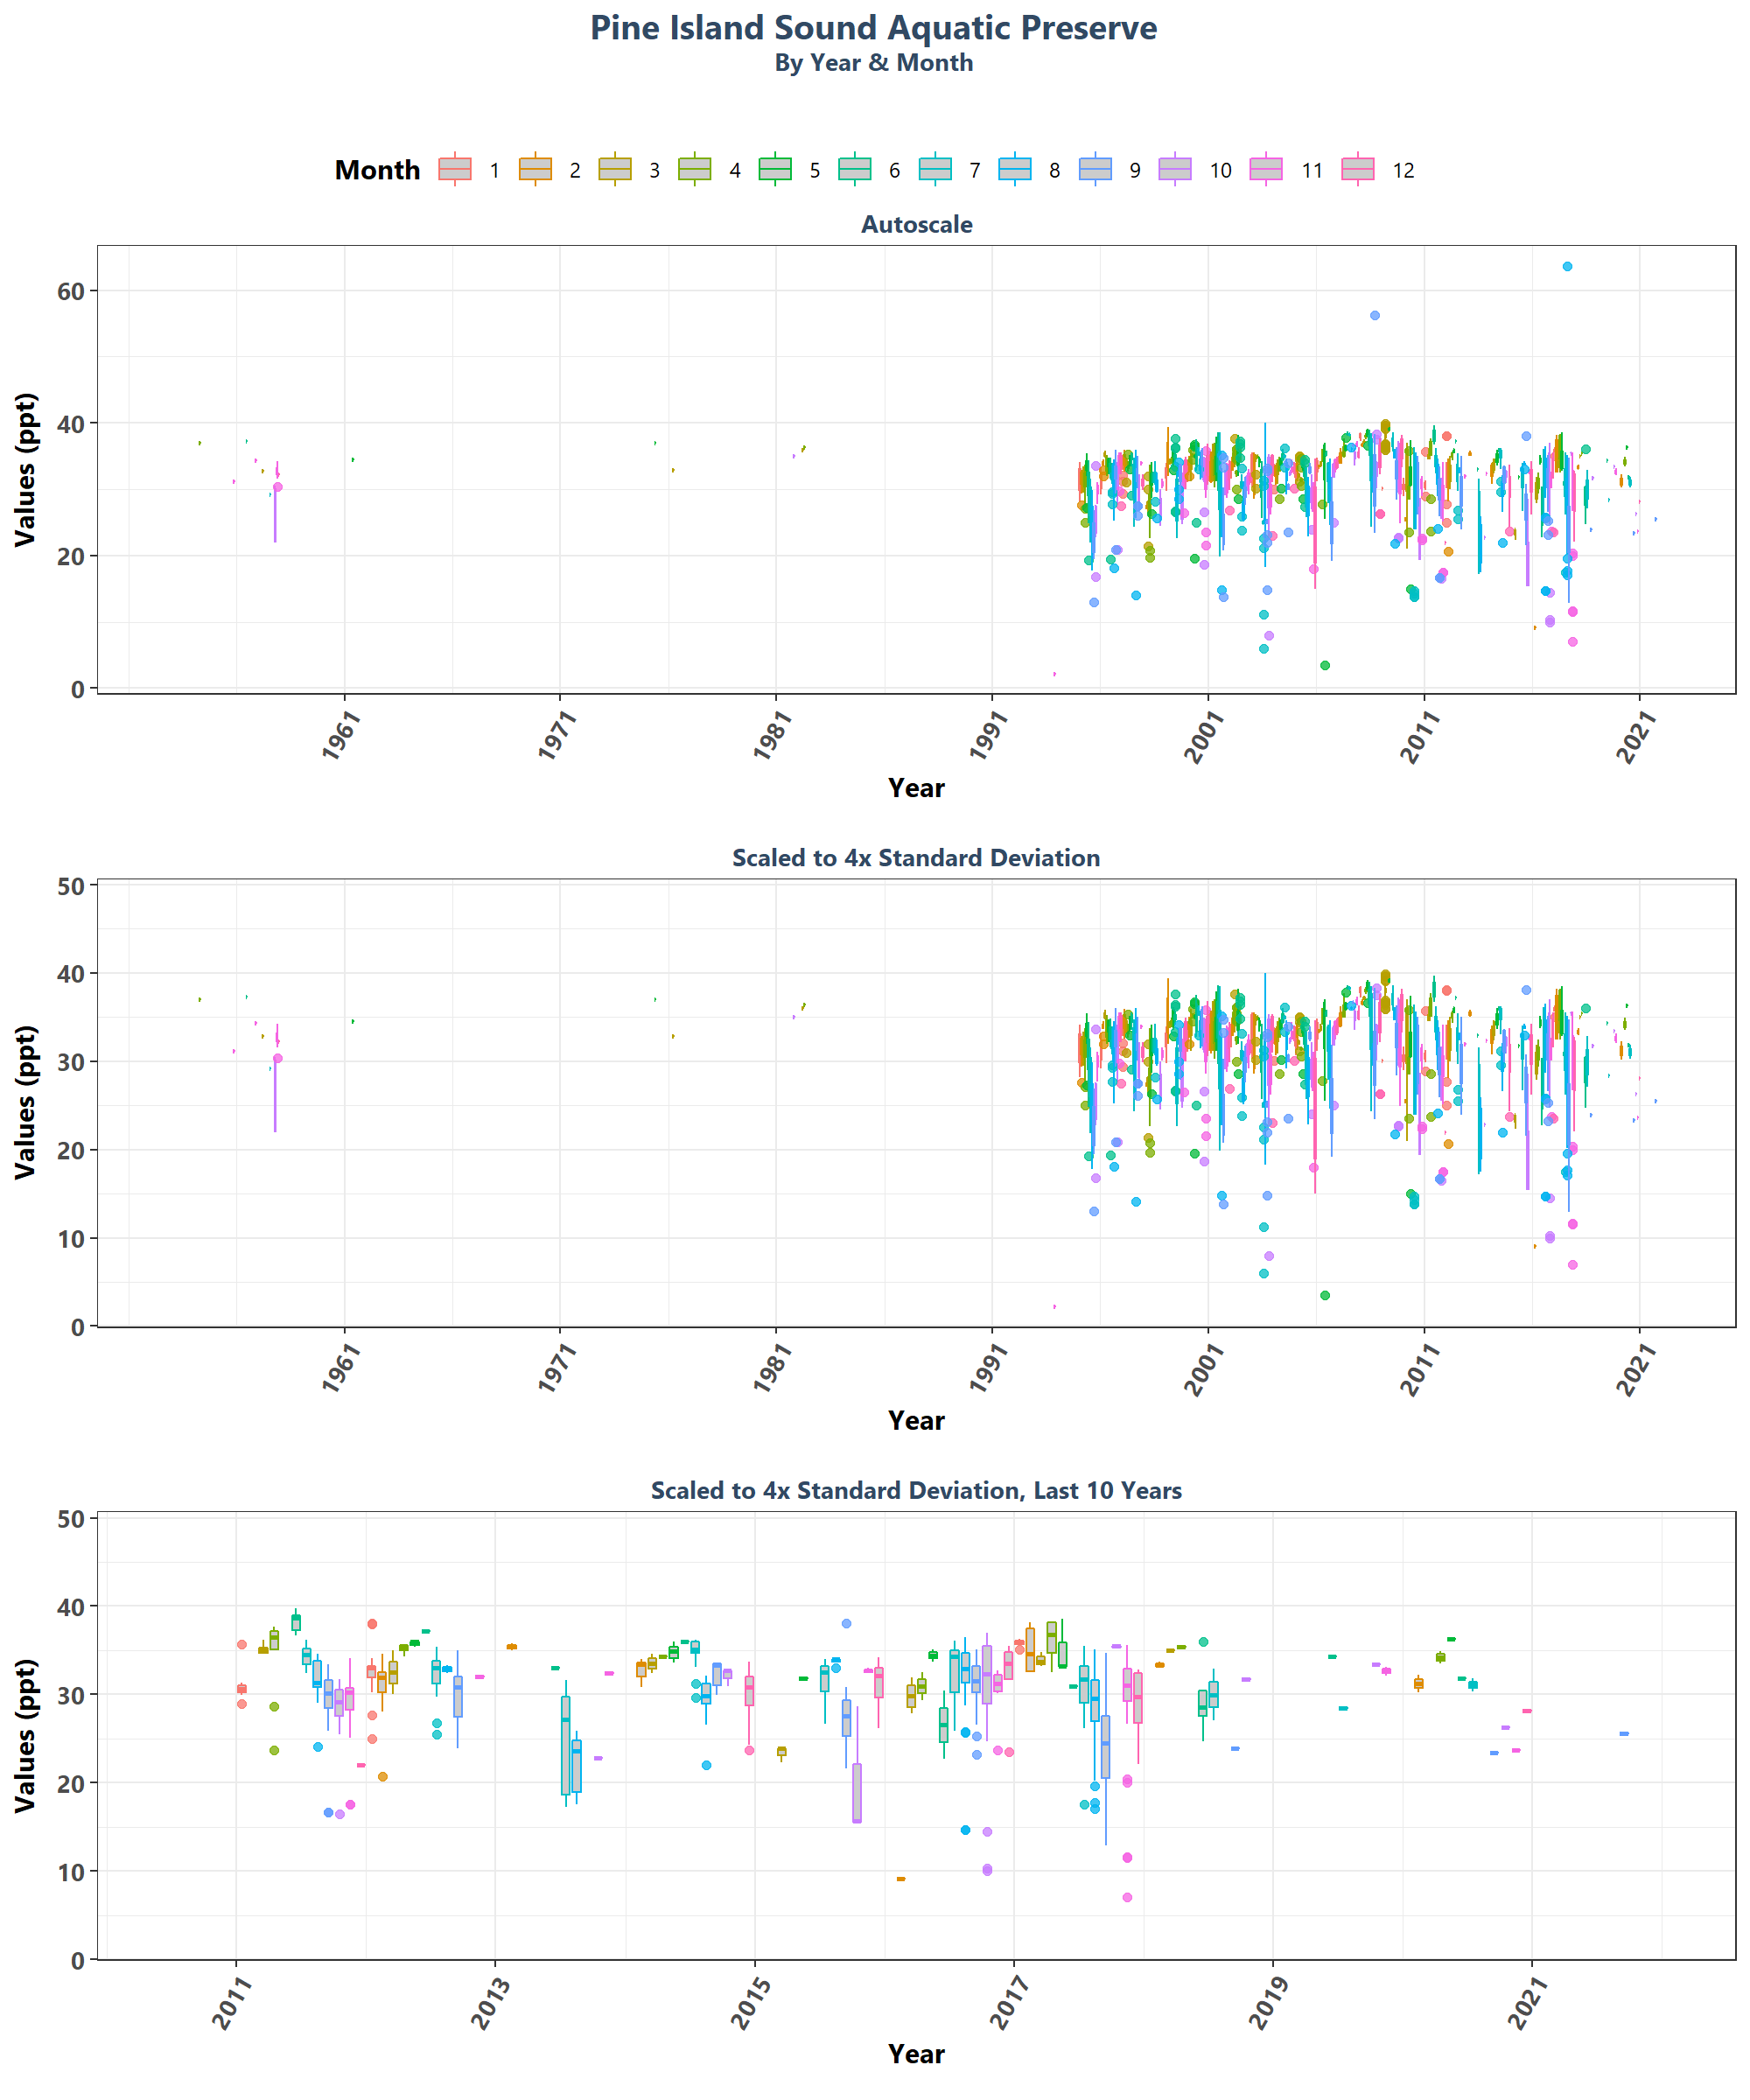 Pine Island Sound Aquatic Preserve
By Year & Month
Month 1 2 3 4 5 6 7 8 9 10 11 12
Autoscale
Values (ppt)
60
40
20
0
1961 1971 1981 1991 2001 2011 2021
Year
Scaled to 4x Standard Deviation
Values (ppt)
50
40
30
20
10
0
1961 1971 1981 1991 2001 2011 2021
Year
Scaled to 4x Standard Deviation, Last 10 Years
Values (ppt)
50
40
30
20
10
0
2011 2013 2015 2017 2019 2021
Year